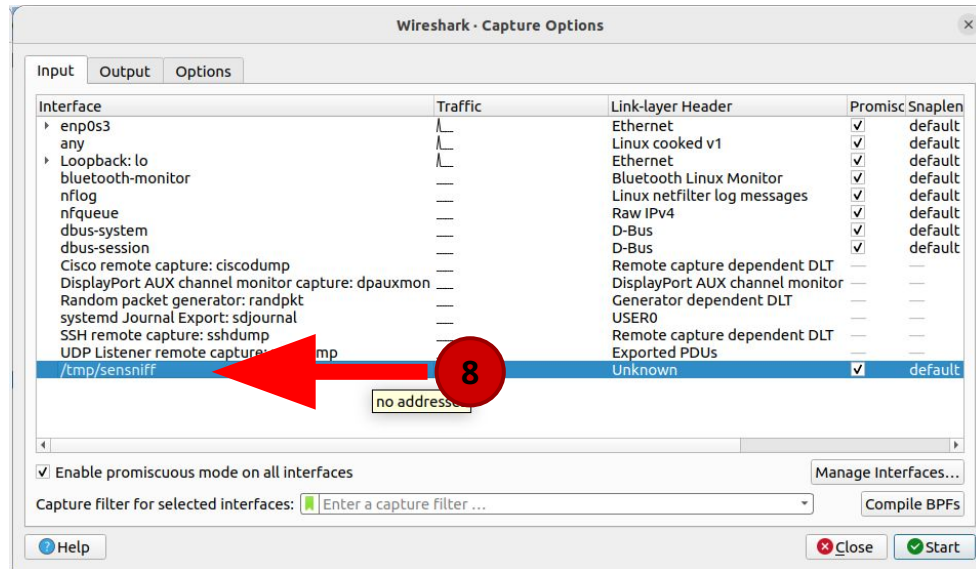 Wireshark · Capture Options
Input Output Options
Interface Traffic Link-layer Header Promisc Snaplen
enp0s3 Ethernet default
any Linux cooked v1 default
Loopback: lo Ethernet default
bluetooth-monitor Bluetooth Linux Monitor default
nflog Linux netfilter log messages default
nfqueue Raw IPv4 default
dbus-system D-Bus default
dbus-session D-Bus default
Cisco remote capture: ciscodump Remote capture dependent DLT
DisplayPort AUX channel monitor capture: dpauxmon DisplayPort AUX channel monitor
Random packet generator: randpkt Generator dependent DLT
systemd Journal Export: sdjournal USER0
SSH remote capture: sshdump Remote capture dependent DLT
UDP Listener remote capture: mp Exported PDUs
/tmp/sensniff 8 Unknown default
no addresse
Enable promiscuous mode on all interfaces Manage Interfaces...
Capture filter for selected interfaces: Enter a capture filter ... Compile BPFs
Help Close Start